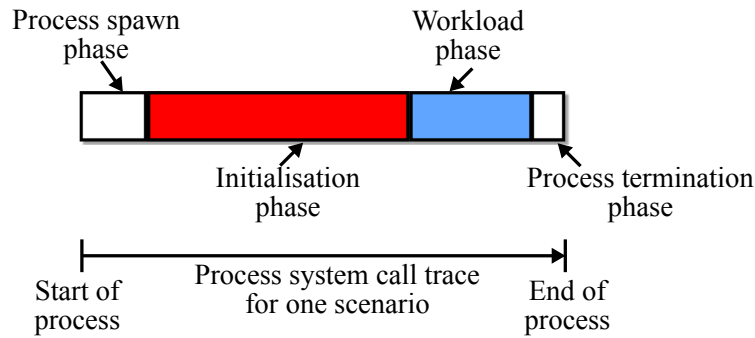 Process spawn
phase
Workload
phase
Initialisation
phase
Process termination
phase
Process system call trace
for one scenario
Start of
process
End of
process